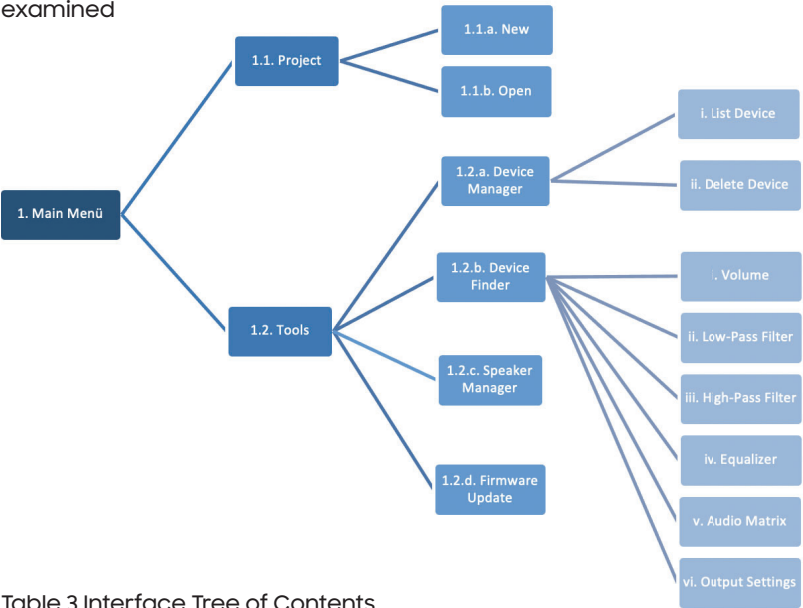 examined
1. Main Menü
1.1. Project
1.1.a. New
1.1.b. Open
1.2. Tools
1.2.a. Device
Manager
i. List Device
ii. Delete Device
1.2.b. Device
Finder
i. Volume
ii. Low-Pass Filter
iii. High-Pass Filter
iv. Equalizer
v. Audio Matrix
vi. Output Settings
1.2.c. Speaker
Manager
1.2.d. Firmware
Update
Table 3 Interface Tree of Contents